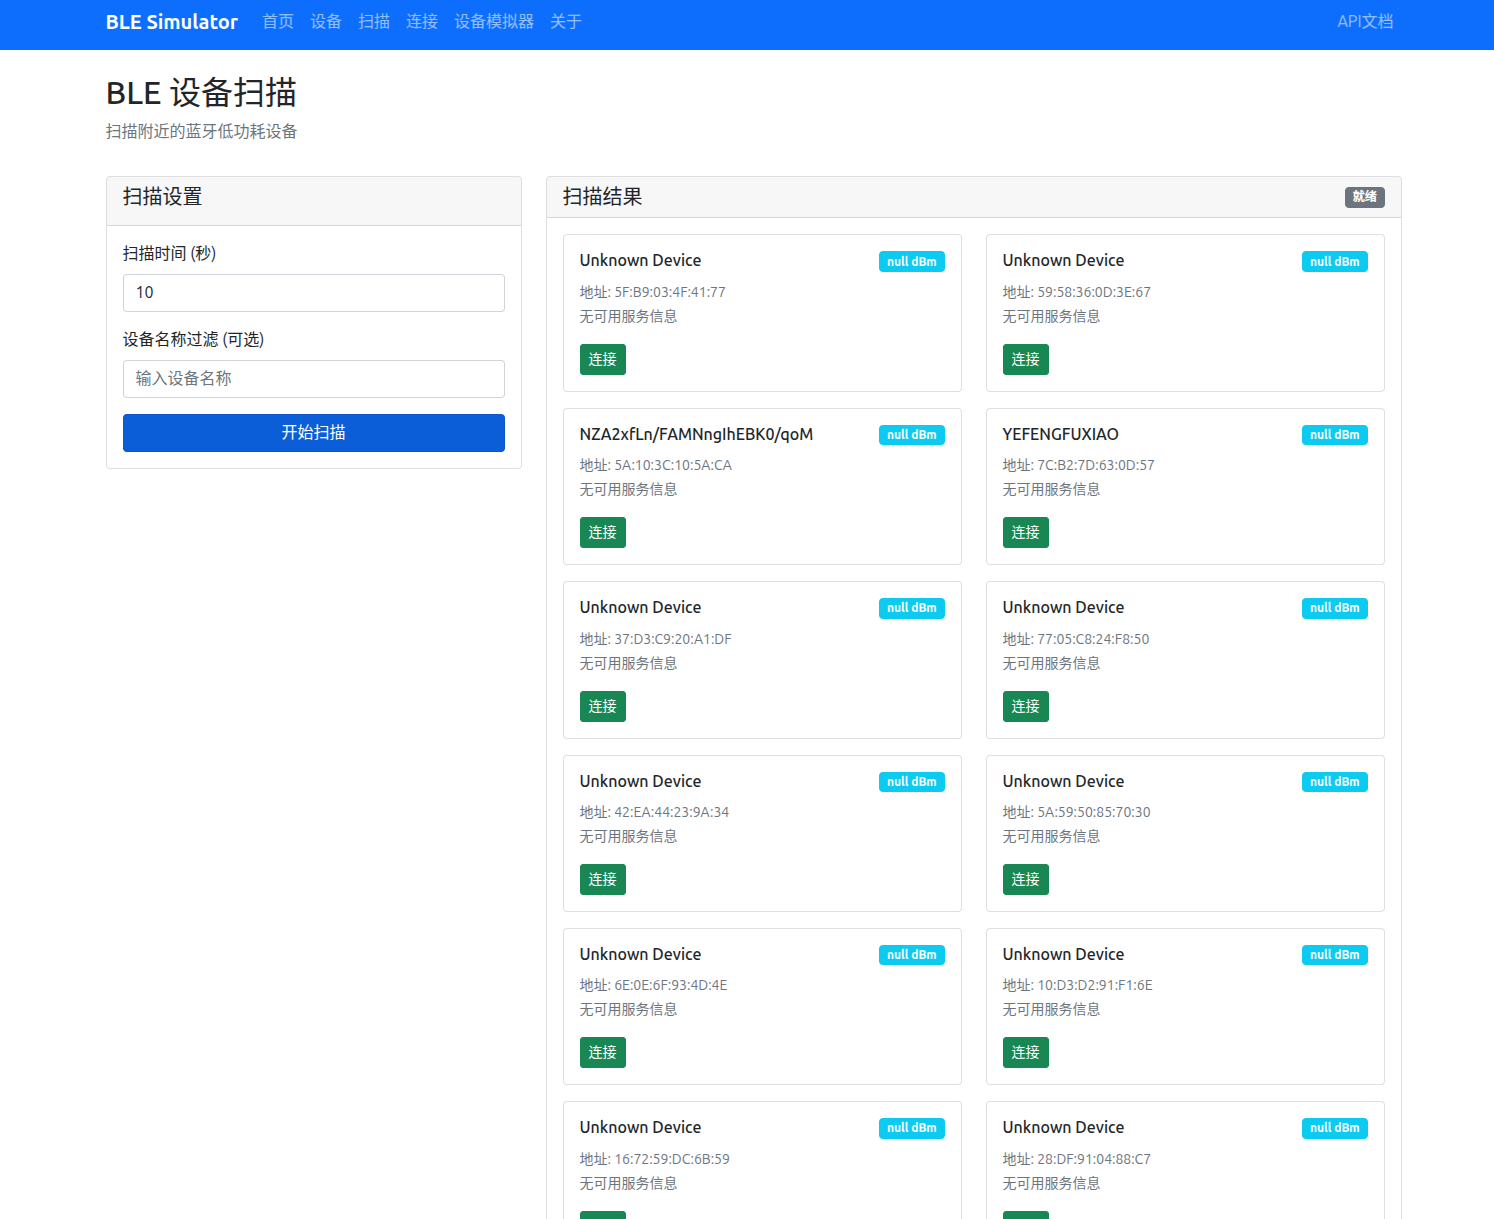 BLE Simulator 首页 设备 扫描 连接 设备模拟器 关于 API文档
BLE 设备扫描
扫描附近的蓝牙低功耗设备
扫描设置
扫描时间 (秒)
10
设备名称过滤 (可选)
输入设备名称
开始扫描
扫描结果 就绪
Unknown Device null dBm
地址: 5F:B9:03:4F:41:77
无可用服务信息
连接
Unknown Device null dBm
地址: 59:58:36:0D:3E:67
无可用服务信息
连接
NZA2xfLn/FAMNngIhEBK0/qoM null dBm
地址: 5A:10:3C:10:5A:CA
无可用服务信息
连接
YEFENGFUXIAO null dBm
地址: 7C:B2:7D:63:0D:57
无可用服务信息
连接
Unknown Device null dBm
地址: 37:D3:C9:20:A1:DF
无可用服务信息
连接
Unknown Device null dBm
地址: 77:05:C8:24:F8:50
无可用服务信息
连接
Unknown Device null dBm
地址: 42:EA:44:23:9A:34
无可用服务信息
连接
Unknown Device null dBm
地址: 5A:59:50:85:70:30
无可用服务信息
连接
Unknown Device null dBm
地址: 6E:0E:6F:93:4D:4E
无可用服务信息
连接
Unknown Device null dBm
地址: 10:D3:D2:91:F1:6E
无可用服务信息
连接
Unknown Device null dBm
地址: 16:72:59:DC:6B:59
无可用服务信息
Unknown Device null dBm
地址: 28:DF:91:04:88:C7
无可用服务信息